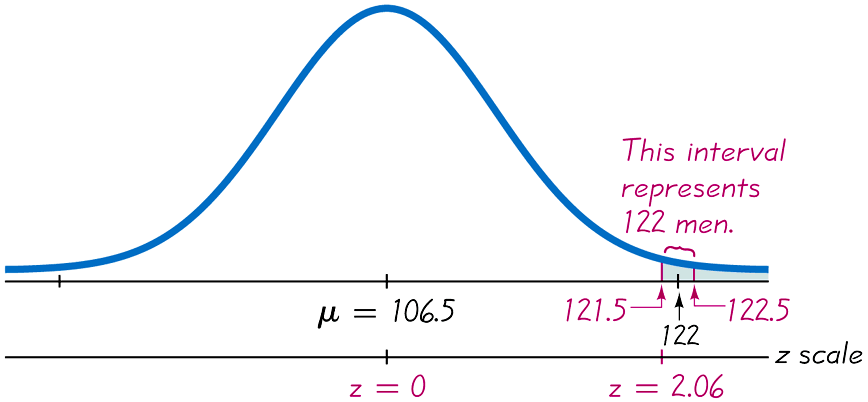 This interval
represents
122 men.
μ = 106.5
121.5
122.5
122
z scale
z = 0
z = 2.06